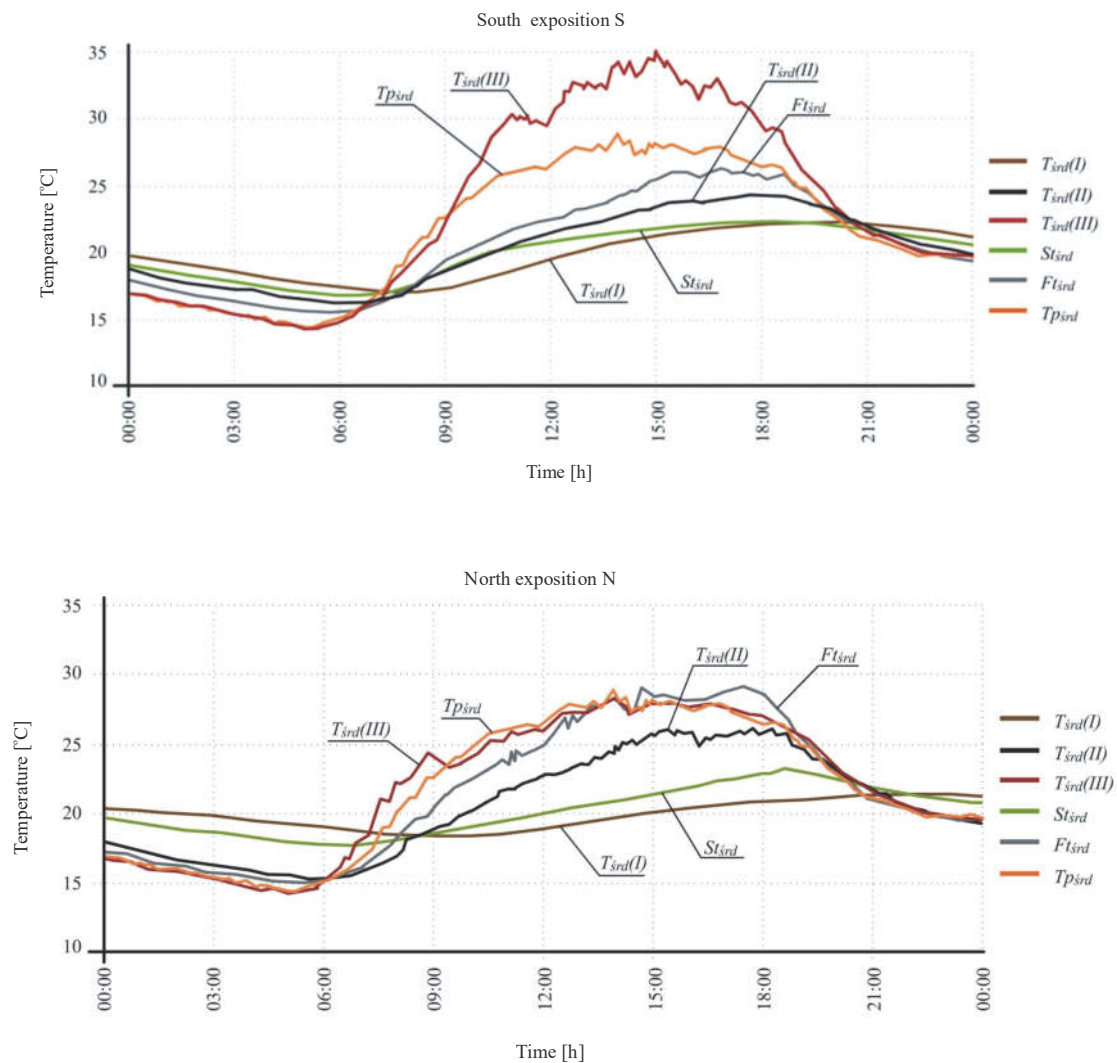 South exposition S
Temperature [℃]
35
30
25
20
15
10
Tpśrd
Tśrd(III)
Tśrd(II)
Ftśrd
Stśrd
Tśrd(I)
00:00
03:00
06:00
09:00
12:00
15:00
18:00
21:00
00:00
Time [h]
Tśrd(I)
Tśrd(II)
Tśrd(III)
Stśrd
Ftśrd
Tpśrd
North exposition N
Temperature [℃]
35
30
25
20
15
10
Tśrd(III)
Tpśrd
Tśrd(II)
Ftśrd
Tśrd(I)
Stśrd
00:00
03:00
06:00
09:00
12:00
15:00
18:00
21:00
00:00
Time [h]
Tśrd(I)
Tśrd(II)
Tśrd(III)
Stśrd
Ftśrd
Tpśrd